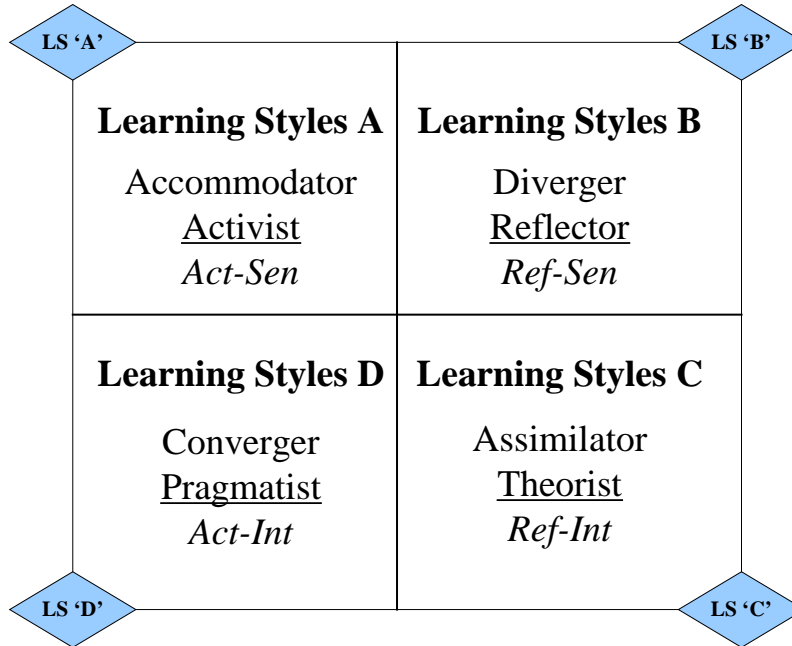 LS ‘A’
LS ‘B’
Learning Styles A
Accommodator
Activist
Act-Sen
Learning Styles B
Diverger
Reflector
Ref-Sen
Learning Styles D
Converger
Pragmatist
Act-Int
Learning Styles C
Assimilator
Theorist
Ref-Int
LS ‘D’
LS ‘C’